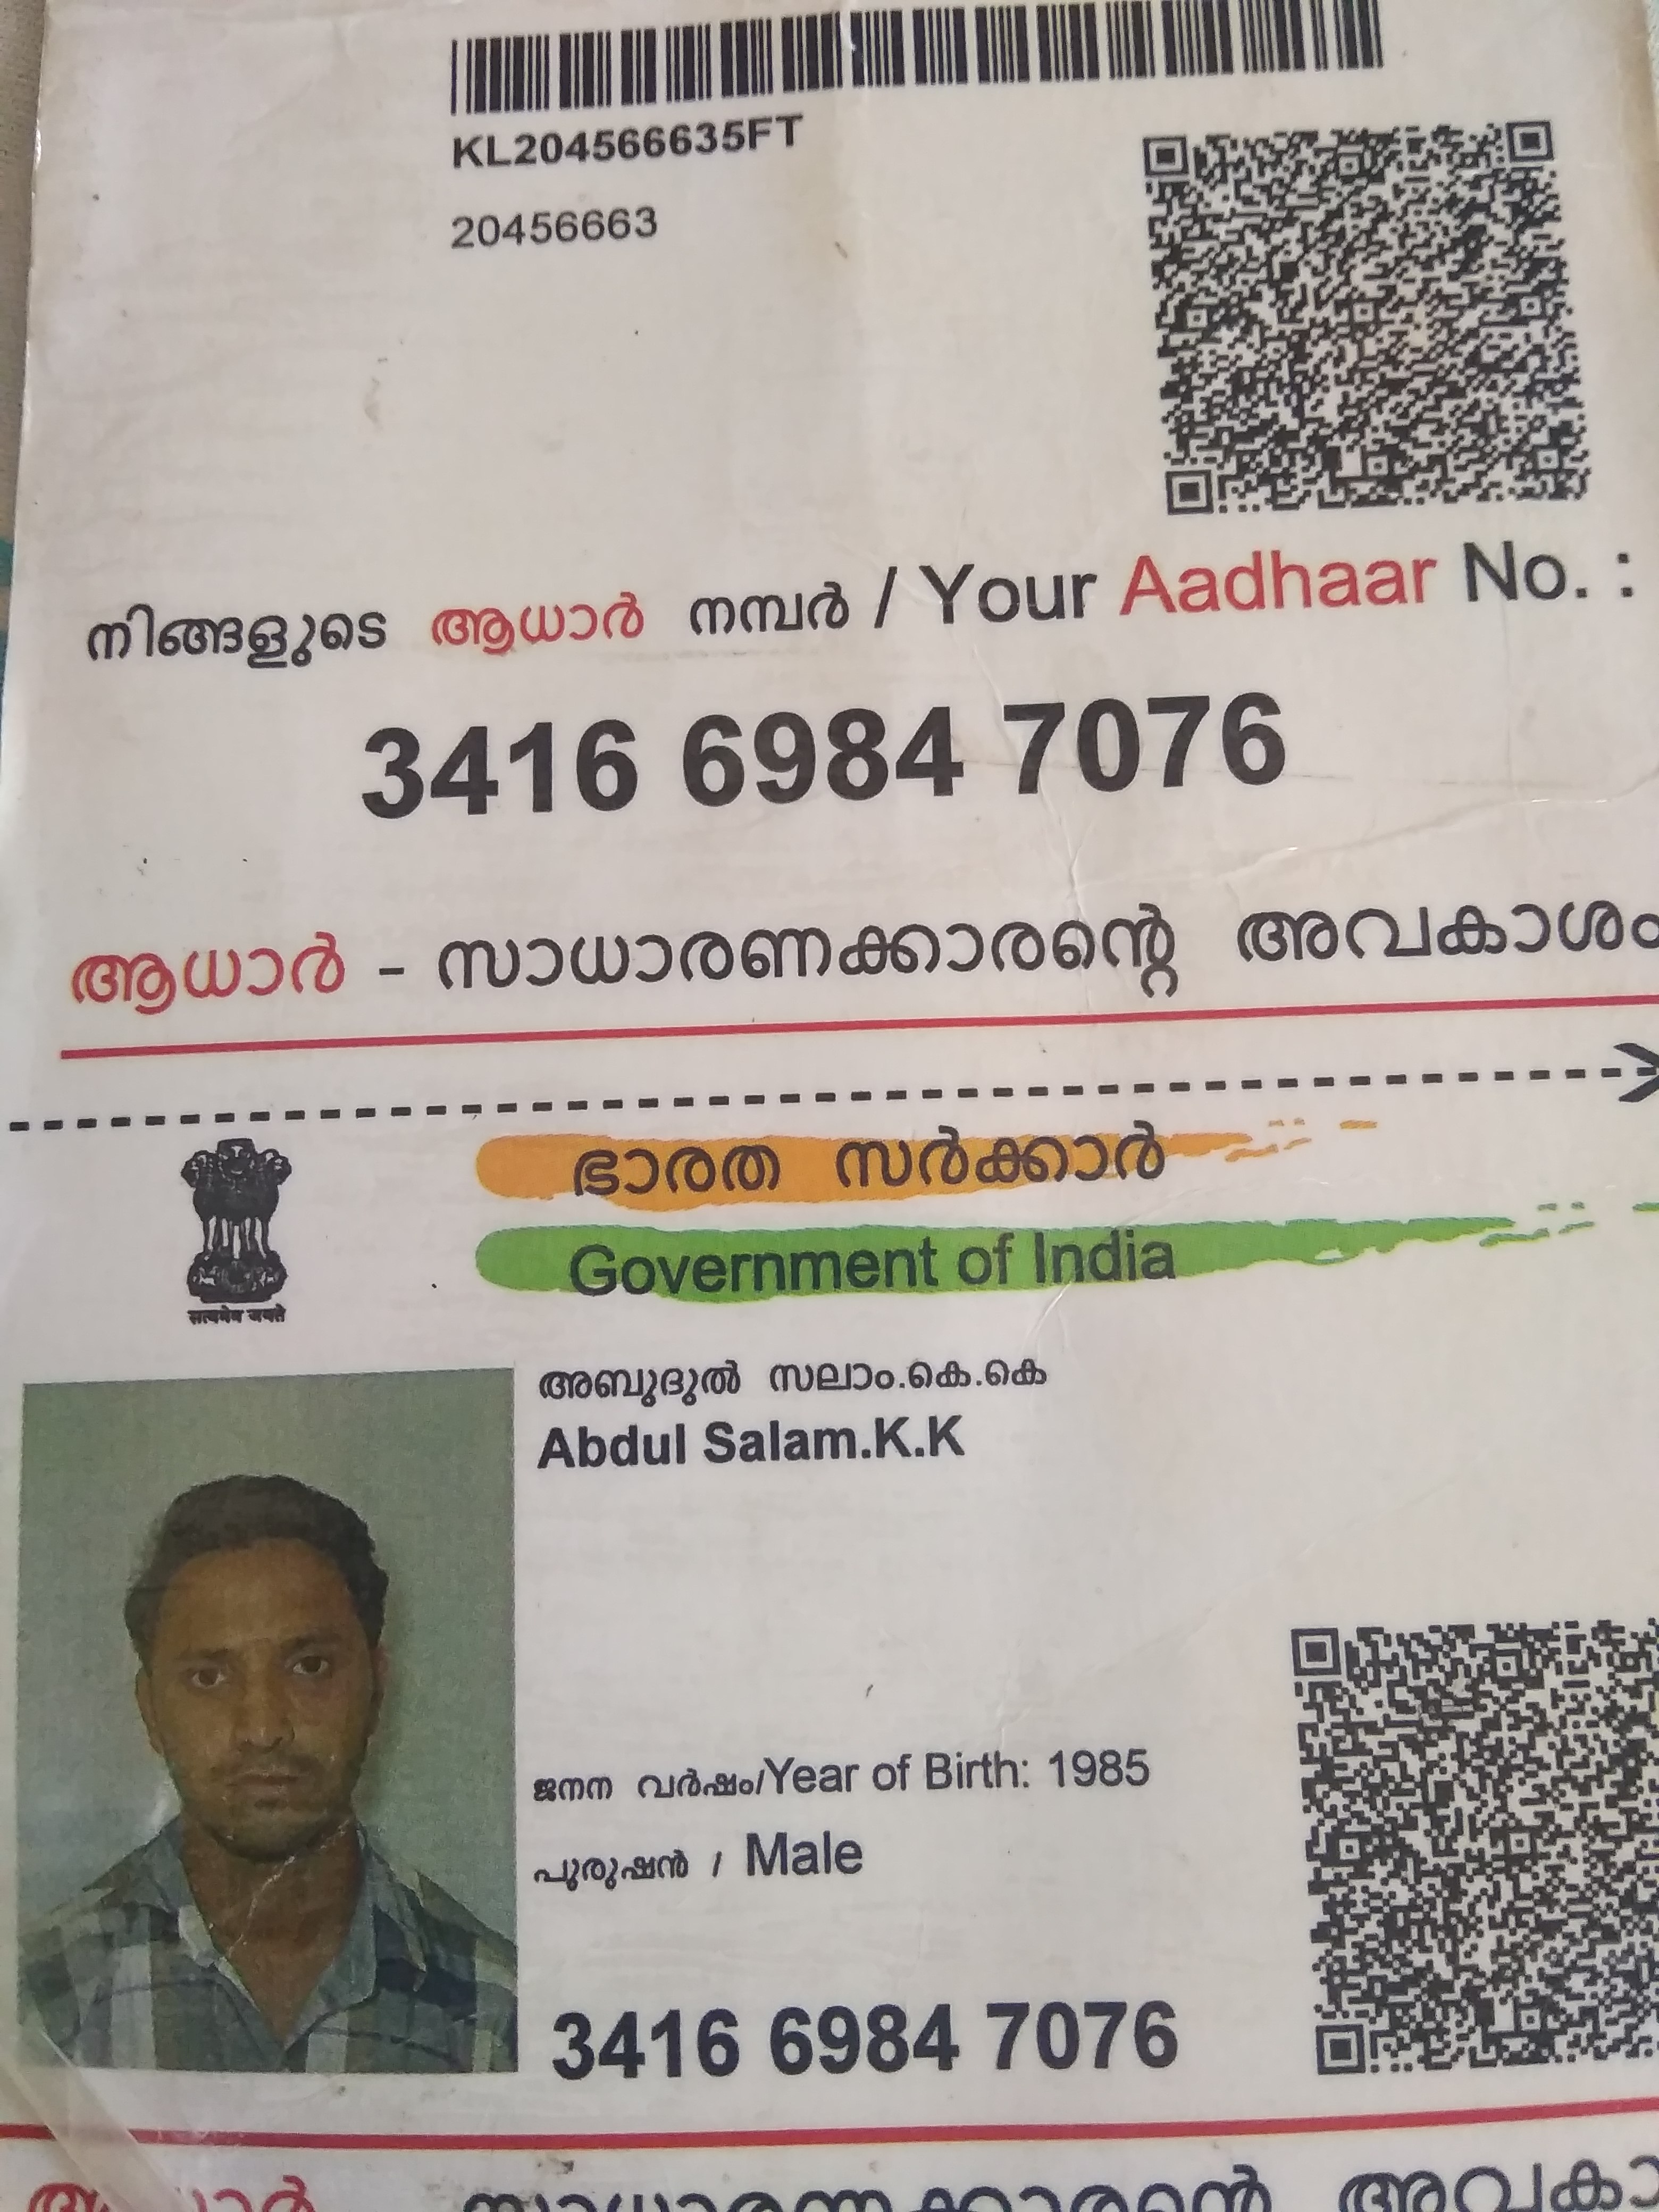 KL204566635FT
20456663
നിങ്ങളുടെ ആധാർ നമ്പർ / Your Aadhaar No. :
3416 6984 7076
ആധാർ - സാധാരണക്കാരന്റെ അവകാശം
ഭാരത സർക്കാർ
Government of India
सत्यमेव जयते
അബുദുൽ സലാം.കെ.കെ
Abdul Salam.K.K
ജനന വർഷം/Year of Birth: 1985
പുരുഷൻ / Male
3416 6984 7076